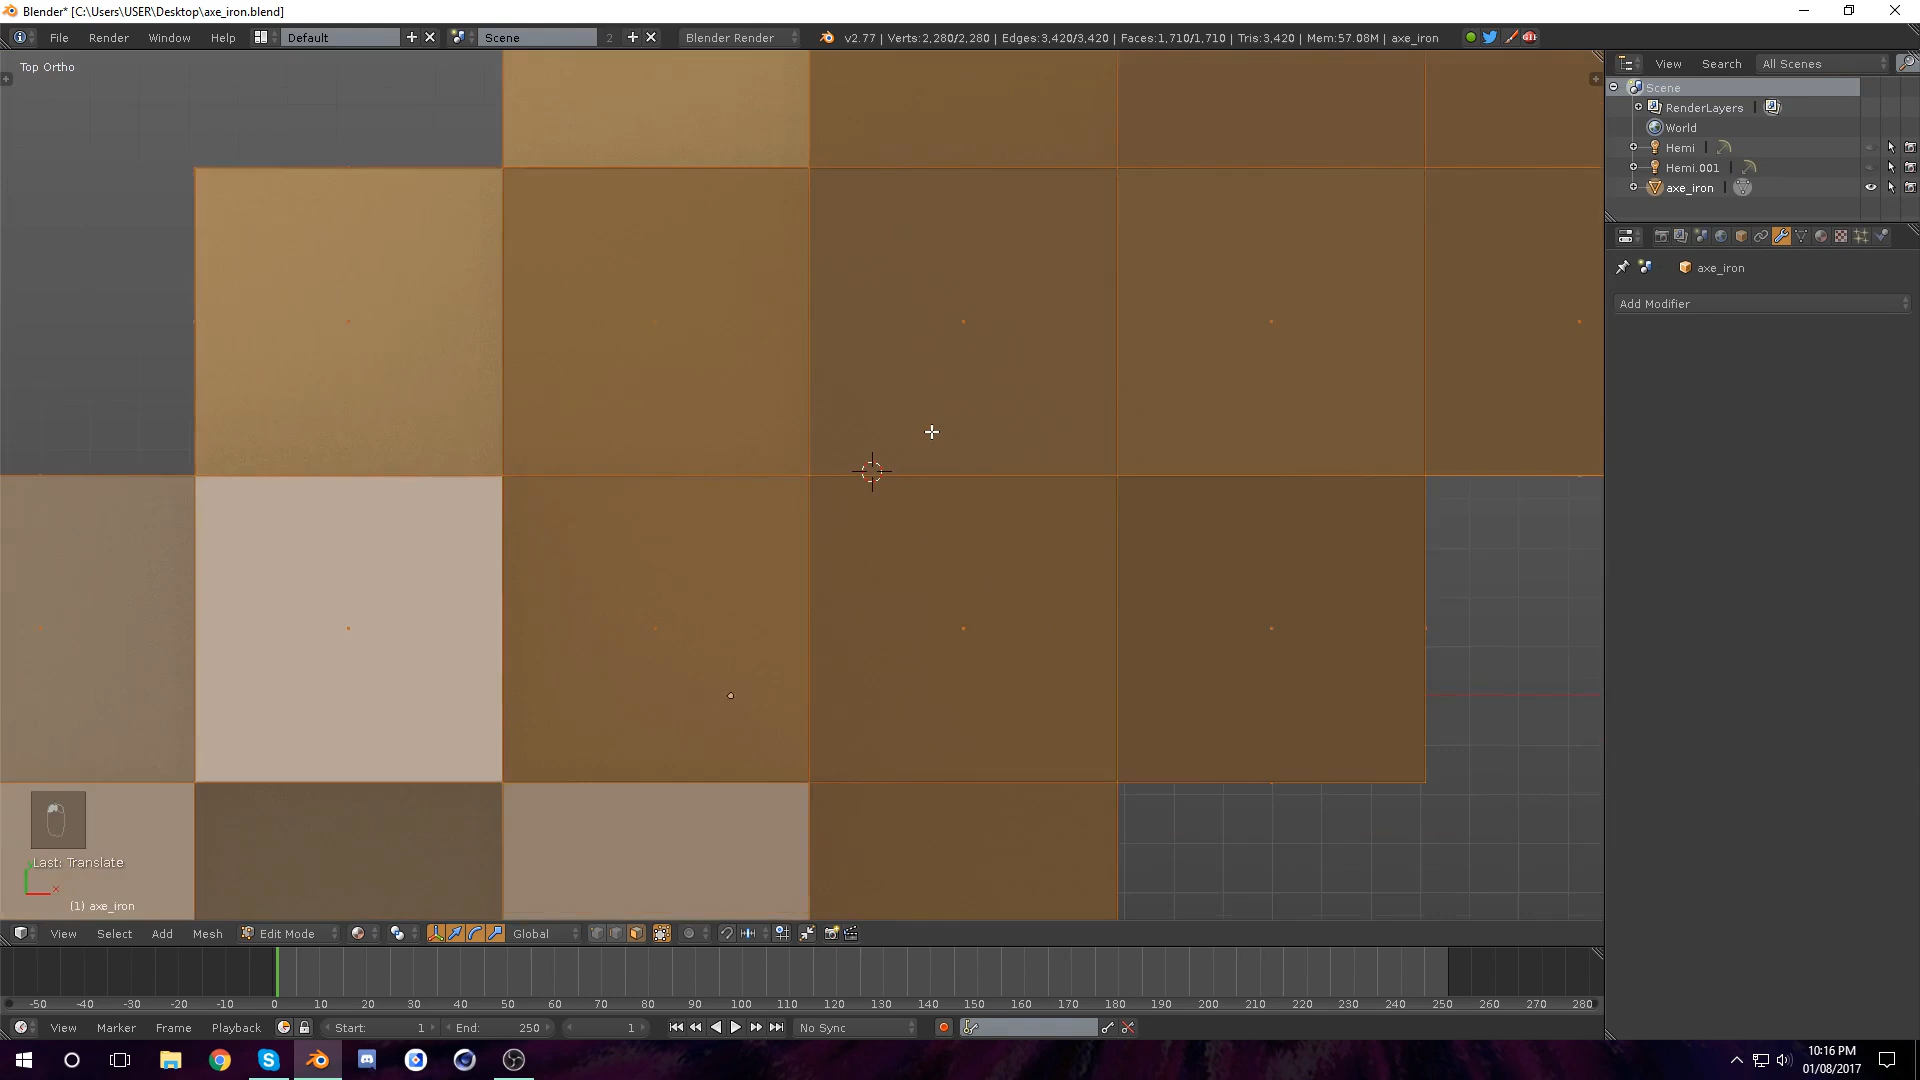 Blender* [C:\Users\USER\Desktop\axe_iron.blend]
File Render Window Help Default Scene 2 Blender Render v2.77 | Verts:2,280/2,280 | Edges:3,420/3,420 | Faces:1,710/1,710 | Tris:3,420 | Mem:57.08M | axe_iron
Top Ortho
View Search All Scenes
Scene
RenderLayers
World
Hemi
Hemi.001
axe_iron
axe_iron
Add Modifier
Last: Translate
(1) axe_iron
View Select Add Mesh Edit Mode Global
-50 -40 -30 -20 -10 0 10 20 30 40 50 60 70 80 90 100 110 120 130 140 150 160 170 180 190 200 210 220 230 240 250 260 270 280
View Marker Frame Playback Start: 1 End: 250 1 No Sync
10:16 PM
01/08/2017